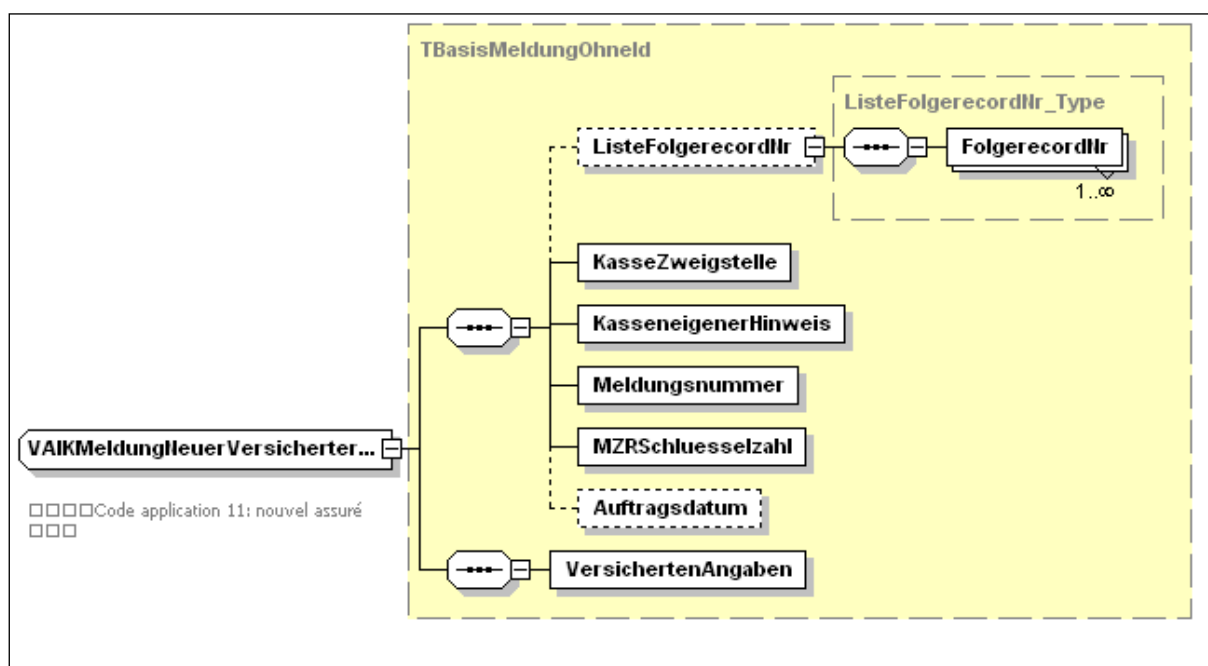 TBasisMeldungOhneId
ListeFolgerecordNr_Type
ListeFolgerecordNr
FolgerecordNr
1..∞
KasseZweigstelle
KasseneigenerHinweis
Meldungsnummer
MZRSchluesselzahl
VAIKMeldungNeuerVersicherter...
□□□□Code application 11: nouvel assuré
□□□
Auftragsdatum
VersichertenAngaben